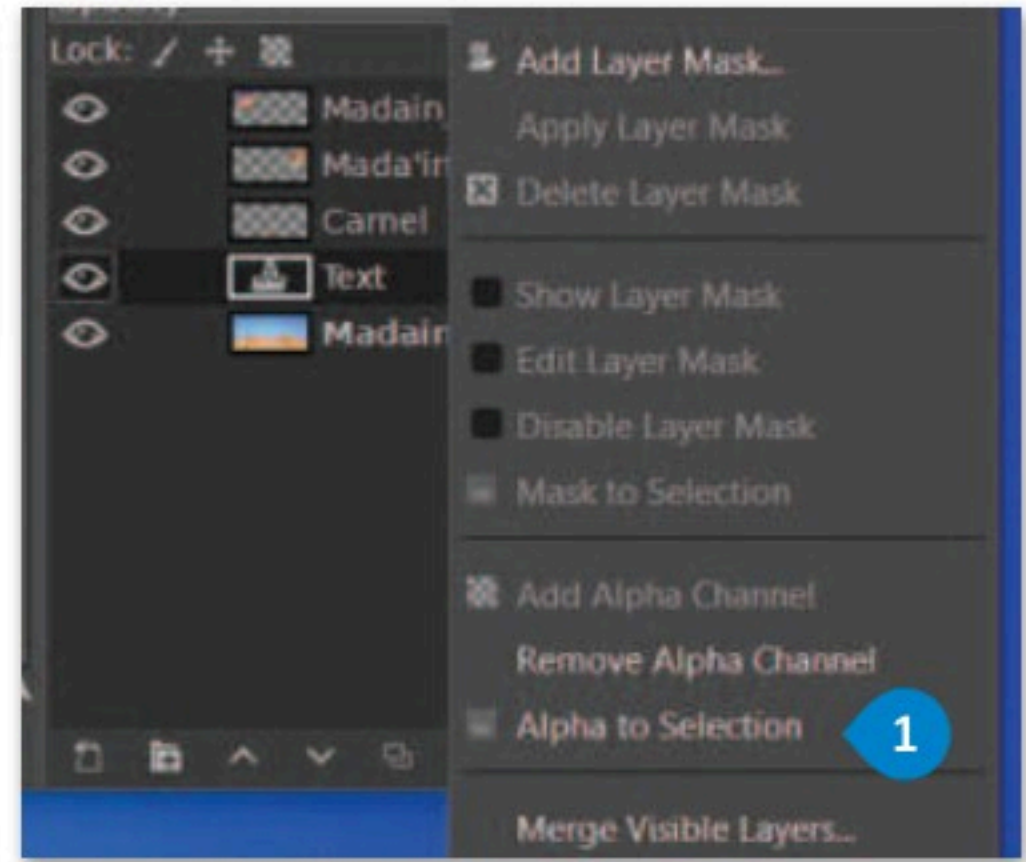 Lock:
Madain
Mada'in
Camel
Text
Madain
Add Layer Mask...
Apply Layer Mask
Delete Layer Mask
Show Layer Mask
Edit Layer Mask
Disable Layer Mask
Mask to Selection
Add Alpha Channel
Remove Alpha Channel
Alpha to Selection
1
Merge Visible Layers...